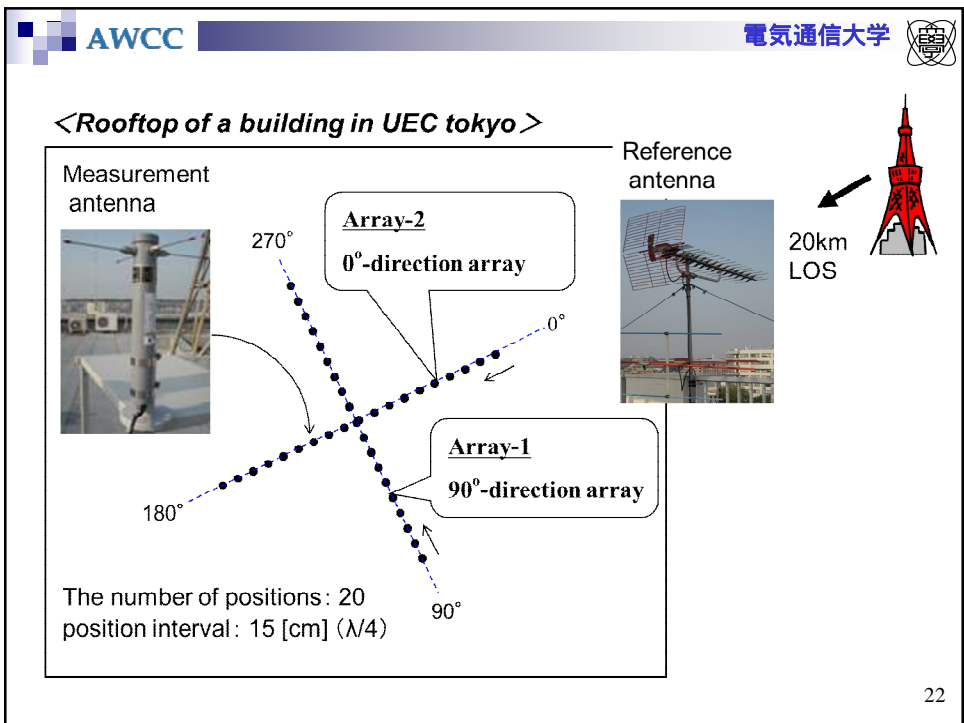 AWCC
電気通信大学
＜Rooftop of a building in UEC tokyo＞
Measurement
antenna
Reference
antenna
20km
LOS
Array-2
0°-direction array
270°
0°
Array-1
90°-direction array
180°
90°
The number of positions: 20
position interval: 15 [cm] (λ/4)
22